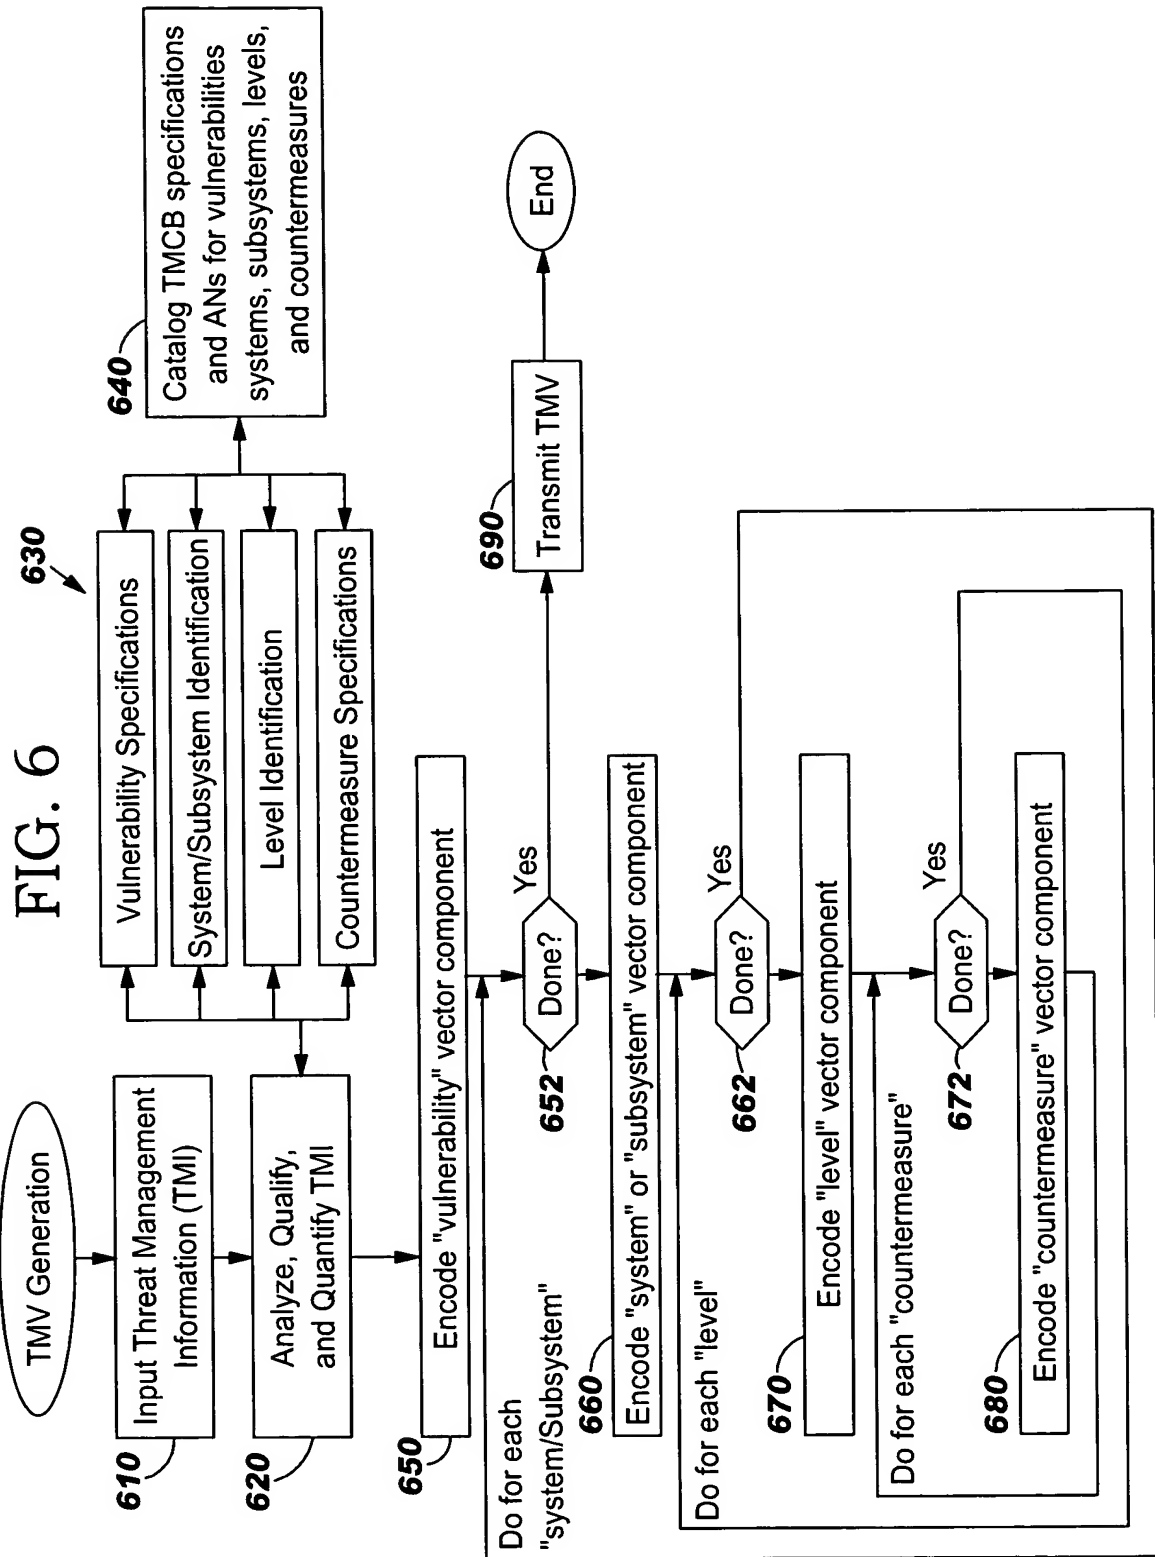 FIG. 6
TMV Generation
610
Input Threat Management
Information (TMI)
620
Analyze, Qualify,
and Quantify TMI
630
Vulnerability Specifications
System/Subsystem Identification
Level Identification
Countermeasure Specifications
640
Catalog TMCB specifications
and ANs for vulnerabilities
systems, subsystems, levels,
and countermeasures
650
Encode "vulnerability" vector component
Do for each
"system/Subsystem"
652
Done?
Yes
690
Transmit TMV
End
660
Encode "system" or "subsystem" vector component
Do for each "level"
662
Done?
Yes
670
Encode "level" vector component
Do for each "countermeasure"
672
Done?
Yes
680
Encode "countermeasure" vector component